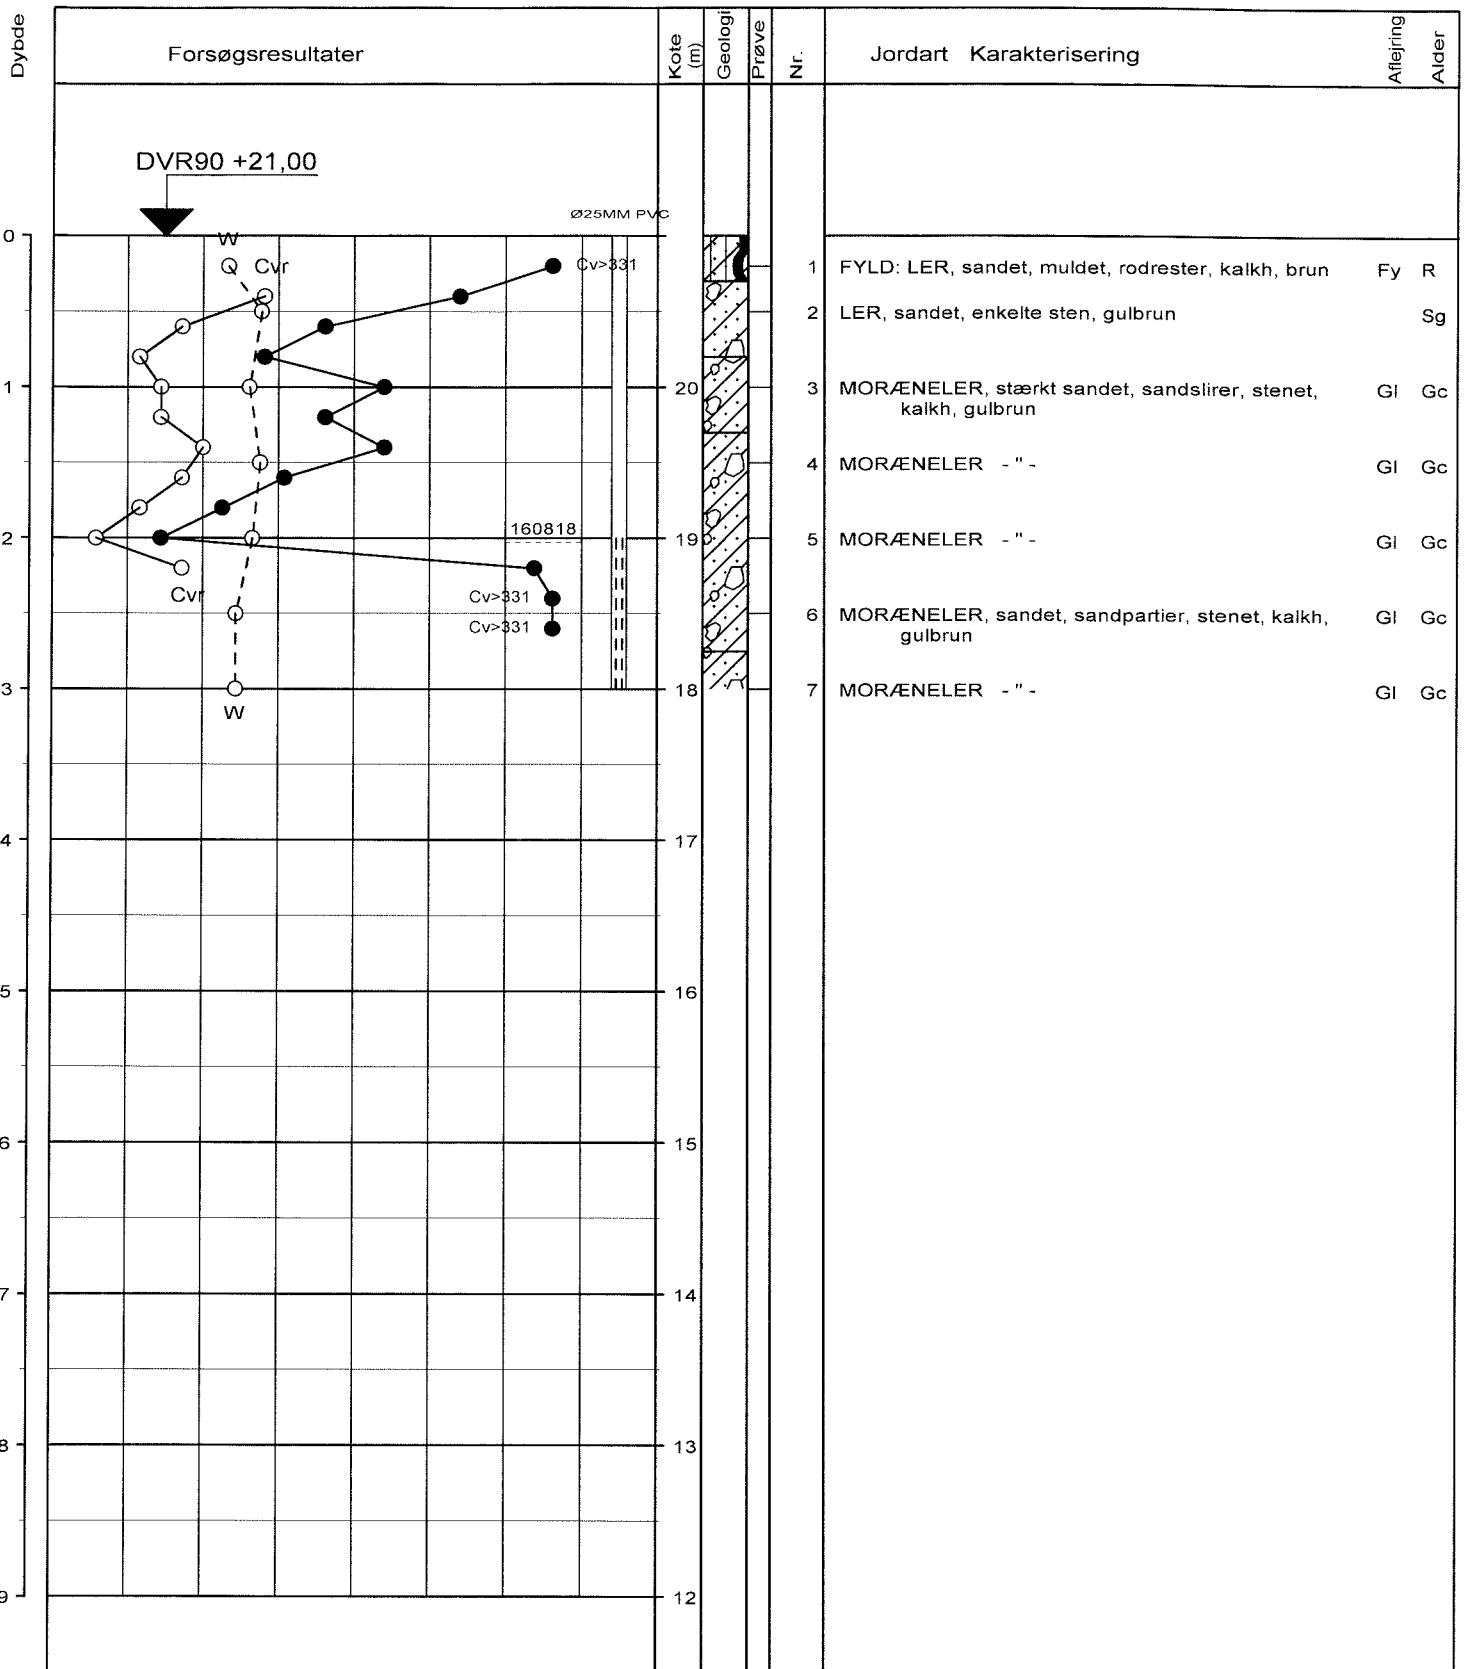 Dybde
Forsøgsresultater
Kote (m)
Geologi
Prøve
Nr.
Jordart Karakterisering
Aflejring
Alder
DVR90 +21,00
Ø25MM PVC
0
W
Cvr
Cv>331
1 FYLD: LER, sandet, muldet, rodrester, kalkh, brun Fy R
2 LER, sandet, enkelte sten, gulbrun Sg
1
20
3 MORÆNELER, stærkt sandet, sandslirer, stenet, Gl Gc
kalkh, gulbrun
4 MORÆNELER - " - Gl Gc
160818
2
19
5 MORÆNELER - " - Gl Gc
Cvr
Cv>331
Cv>331
6 MORÆNELER, sandet, sandpartier, stenet, kalkh, Gl Gc
gulbrun
3
18
7 MORÆNELER - " - Gl Gc
W
4
17
5
16
6
15
7
14
8
13
9
12